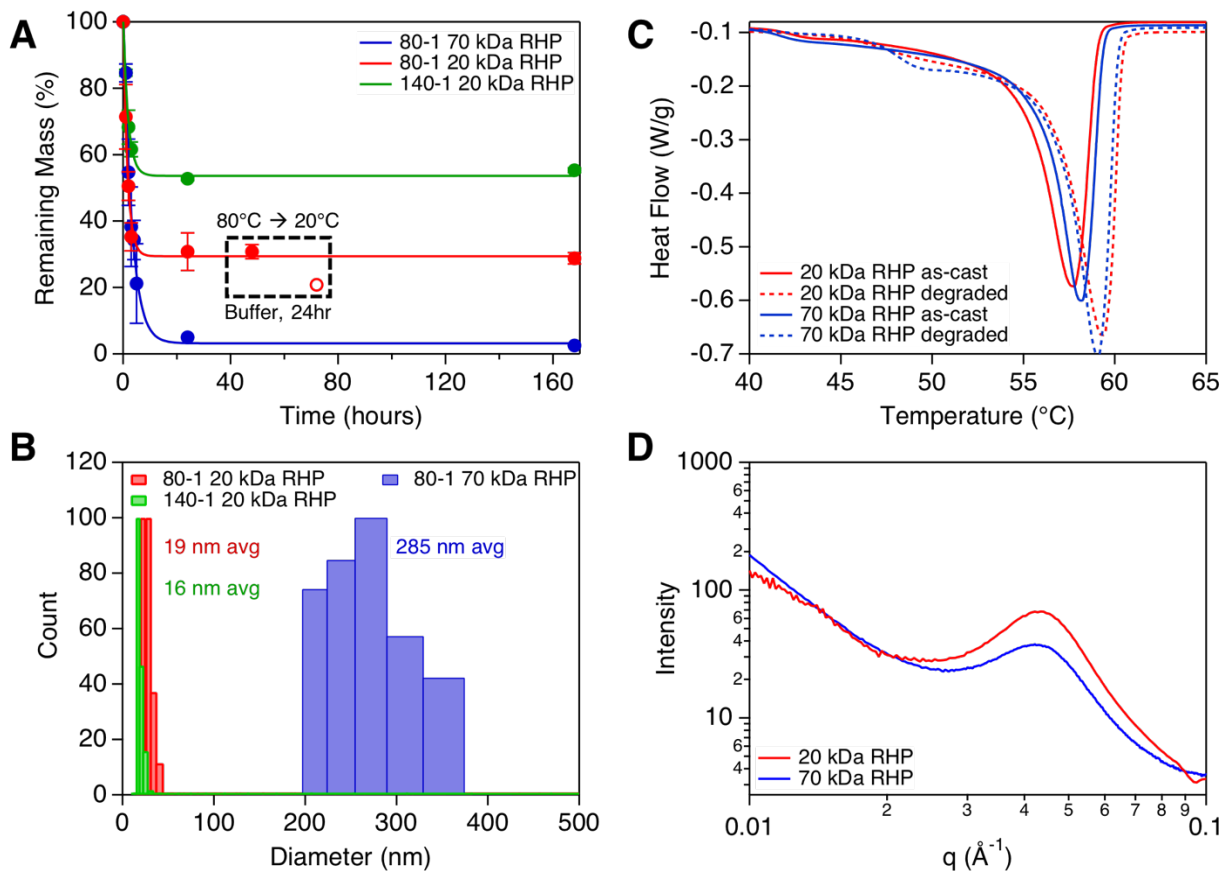 A
100
80
60
40
20
0
Remaining Mass (%)
80-1 70 kDa RHP
80-1 20 kDa RHP
140-1 20 kDa RHP
80°C → 20°C
Buffer, 24hr
0
40
80
120
160
Time (hours)
C
-0.1
-0.2
-0.3
-0.4
-0.5
-0.6
-0.7
Heat Flow (W/g)
20 kDa RHP as-cast
20 kDa RHP degraded
70 kDa RHP as-cast
70 kDa RHP degraded
40
45
50
55
60
65
Temperature (°C)
B
120
100
80
60
40
20
0
Count
80-1 20 kDa RHP
140-1 20 kDa RHP
80-1 70 kDa RHP
19 nm avg
16 nm avg
285 nm avg
0
100
200
300
400
500
Diameter (nm)
D
1000
6
4
2
100
6
4
2
10
6
4
Intensity
20 kDa RHP
70 kDa RHP
0.01
2
3
4
5
6
7
8
9
0.1
q (Å⁻¹)